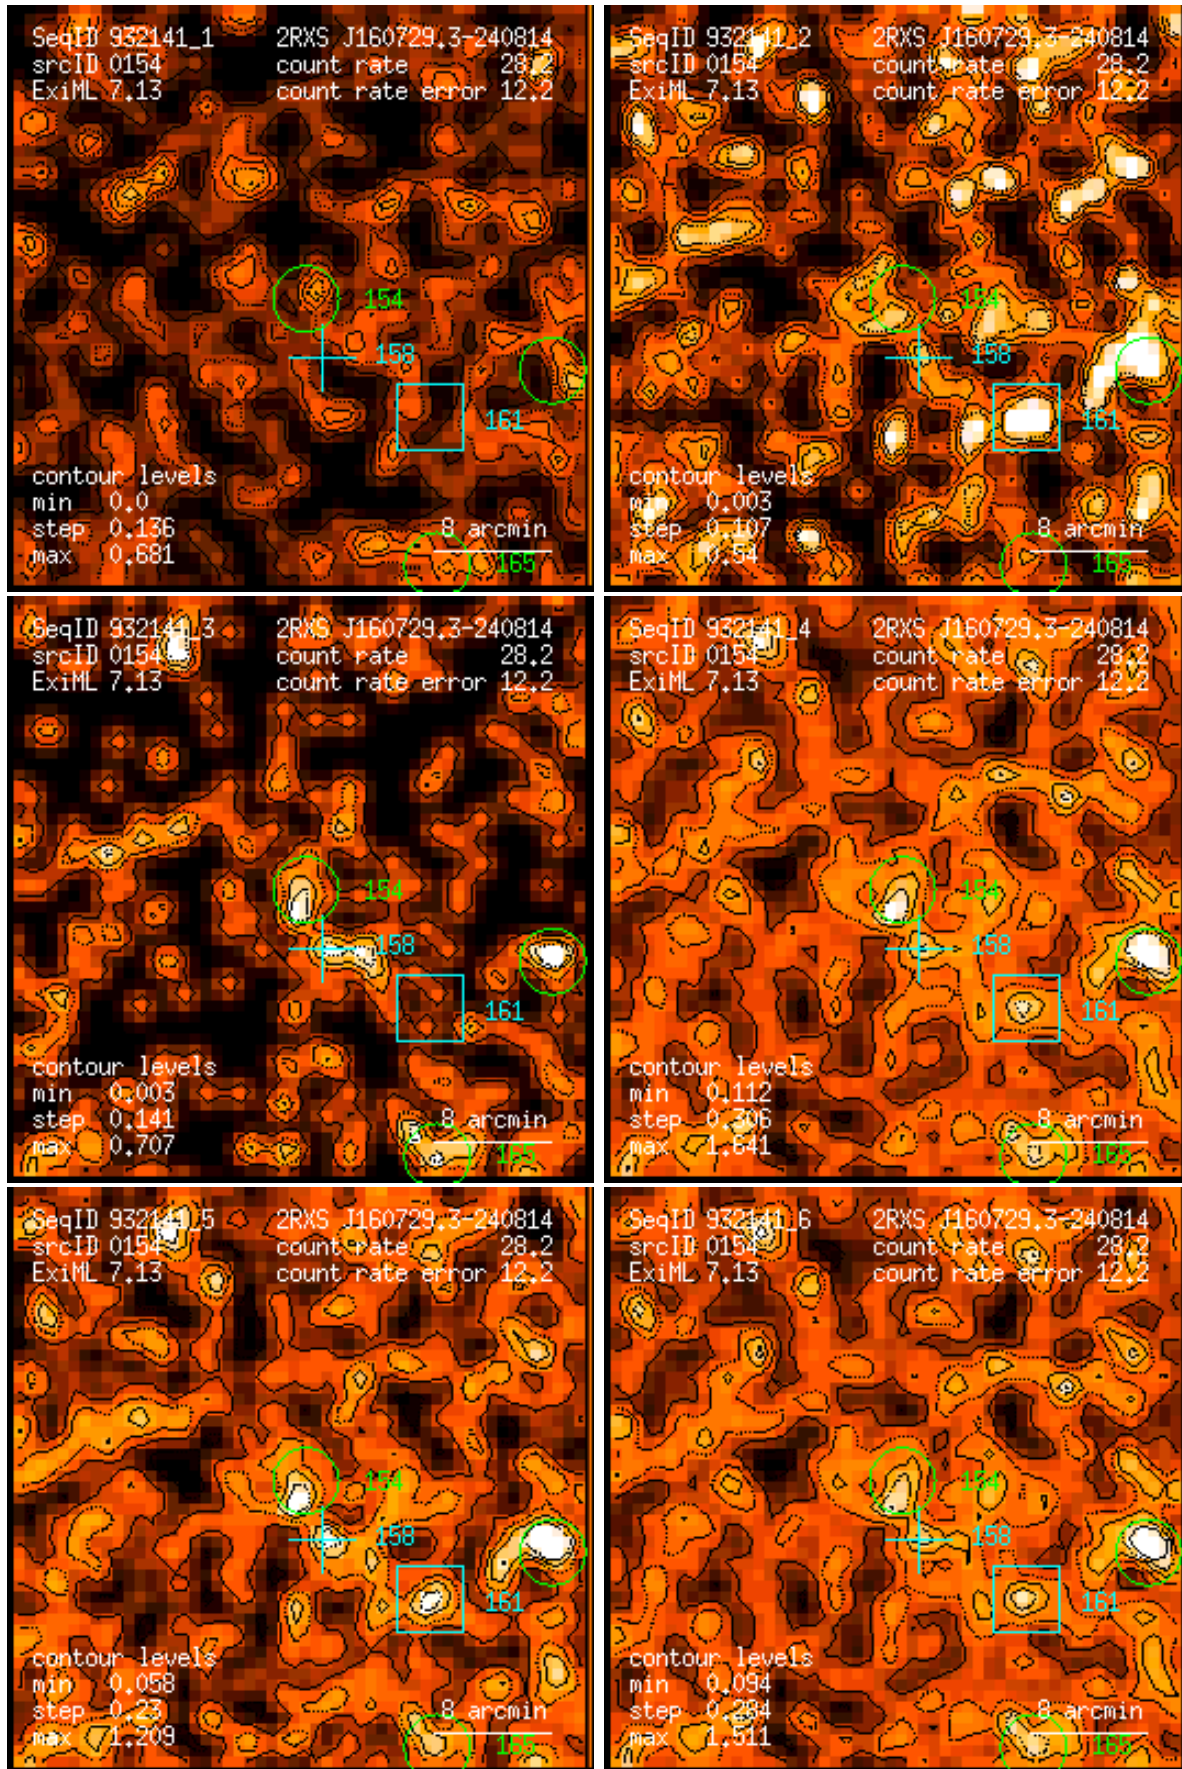 SeqID 932141_1 2RXS J160729.3-240814
srcID 0154 count rate 28.2
ExiML 7.13 count rate error 12.2
154
158
161
contour levels
min 0.0
step 0.136 8 arcmin
max 0.681 165
SeqID 932141_2 2RXS J160729.3-240814
srcID 0154 count rate 28.2
ExiML 7.13 count rate error 12.2
154
158
161
contour levels
min 0.003
step 0.107 8 arcmin
max 0.54 165
SeqID 932141_3 2RXS J160729.3-240814
srcID 0154 count rate 28.2
ExiML 7.13 count rate error 12.2
154
158
161
contour levels
min 0.003
step 0.141 8 arcmin
max 0.707 165
SeqID 932141_4 2RXS J160729.3-240814
srcID 0154 count rate 28.2
ExiML 7.13 count rate error 12.2
154
158
161
contour levels
min 0.112
step 0.306 8 arcmin
max 1.641 165
SeqID 932141_5 2RXS J160729.3-240814
srcID 0154 count rate 28.2
ExiML 7.13 count rate error 12.2
154
158
161
contour levels
min 0.058
step 0.23 8 arcmin
max 1.209 165
SeqID 932141_6 2RXS J160729.3-240814
srcID 0154 count rate 28.2
ExiML 7.13 count rate error 12.2
154
158
161
contour levels
min 0.094
step 0.284 8 arcmin
max 1.511 165